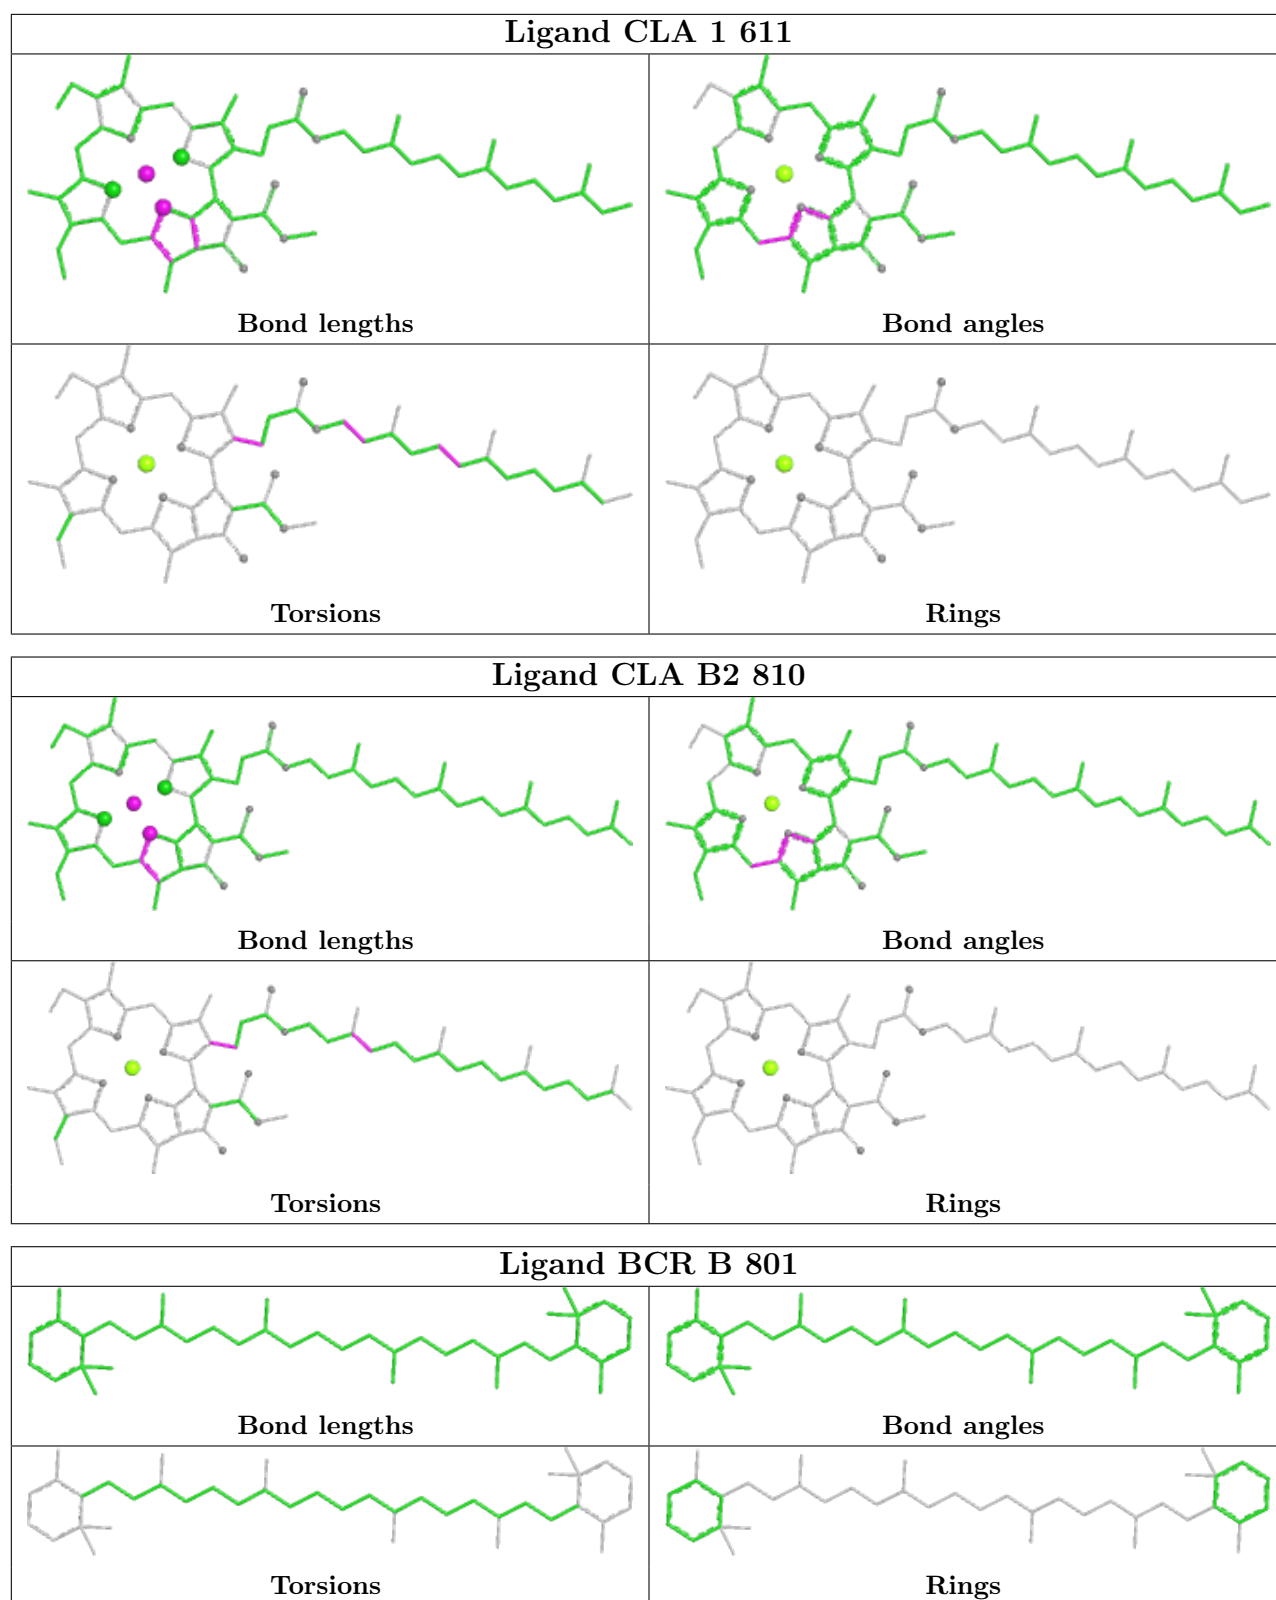 Ligand CLA 1 611
Bond lengths
Bond angles
Torsions
Rings
Ligand CLA B2 810
Bond lengths
Bond angles
Torsions
Rings
Ligand BCR B 801
Bond lengths
Bond angles
Torsions
Rings